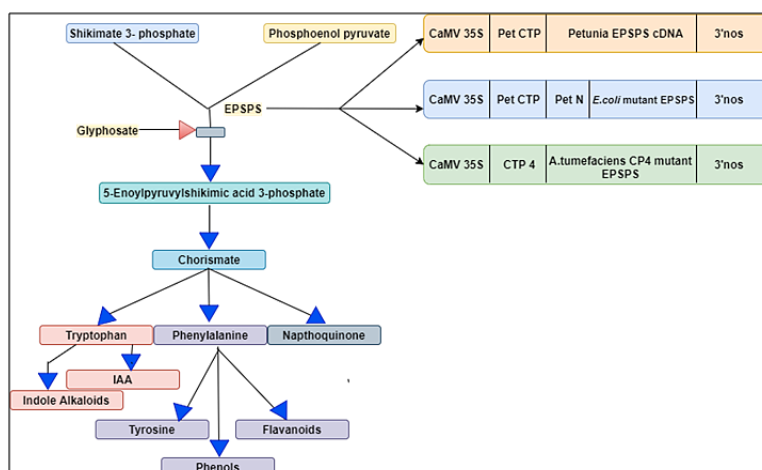 Shikimate 3- phosphate
Phosphoenol pyruvate
CaMV 35S
Pet CTP
Petunia EPSPS cDNA
3'nos
EPSPS
CaMV 35S
Pet CTP
Pet N
E.coli mutant EPSPS
3'nos
Glyphosate
CaMV 35S
CTP 4
A.tumefaciens CP4 mutant
EPSPS
3'nos
5-Enoylpyruvylshikimic acid 3-phosphate
Chorismate
Tryptophan
Phenylalanine
Napthoquinone
IAA
Indole Alkaloids
Tyrosine
Flavanoids
Phenols